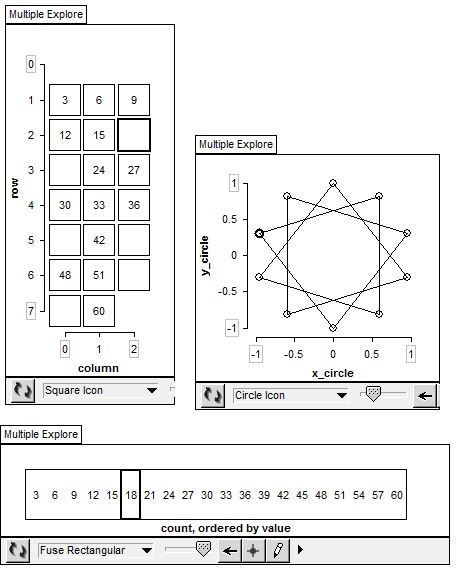 Multiple Explore
0
1 3 6 9
2 12 15
3 24 27
row
4 30 33 36
5 42
6 48 51
7 60
0 1 2
column
Square Icon
Multiple Explore
1
0.5
y_circle
0
-0.5
-1
-1 -0.5 0 0.5 1
x_circle
Circle Icon
Multiple Explore
3 6 9 12 15 18 21 24 27 30 33 36 39 42 45 48 51 54 57 60
count, ordered by value
Fuse Rectangular